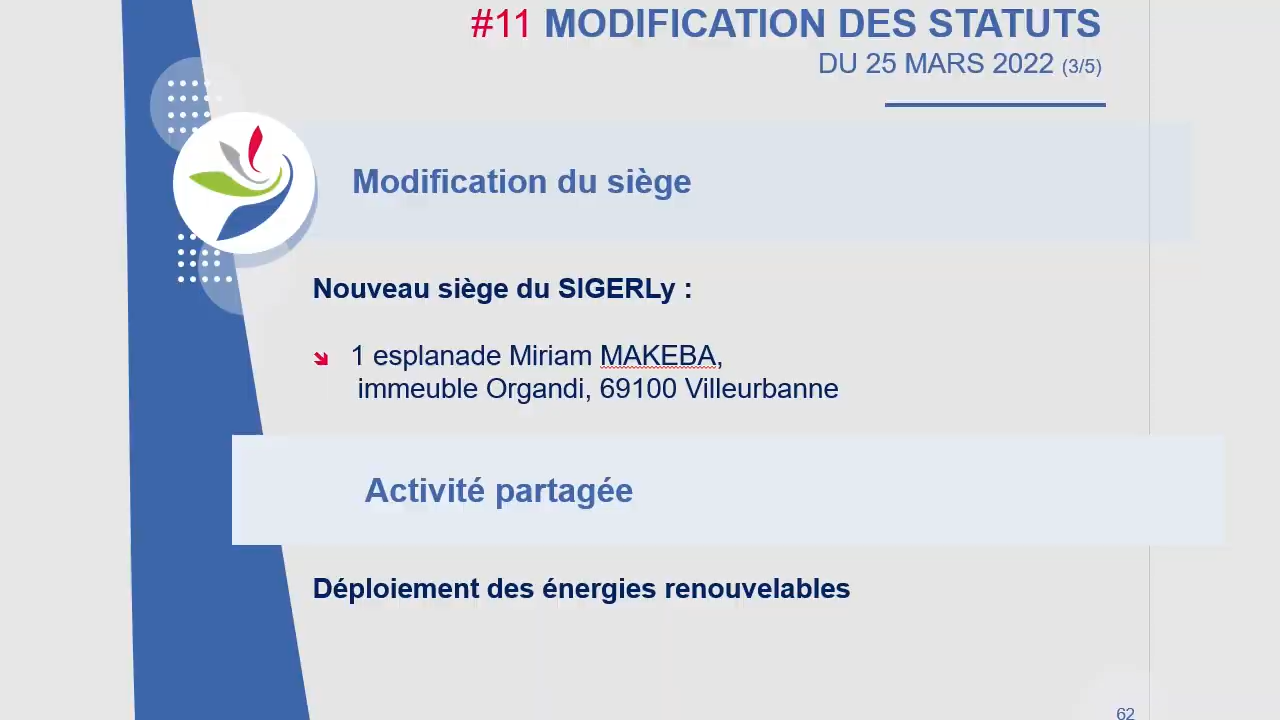 #11 MODIFICATION DES STATUTS
DU 25 MARS 2022 (3/5)
Modification du siège
Nouveau siège du SIGERLy :
1 esplanade Miriam MAKEBA,
immeuble Organdi, 69100 Villeurbanne
Activité partagée
Déploiement des énergies renouvelables
62